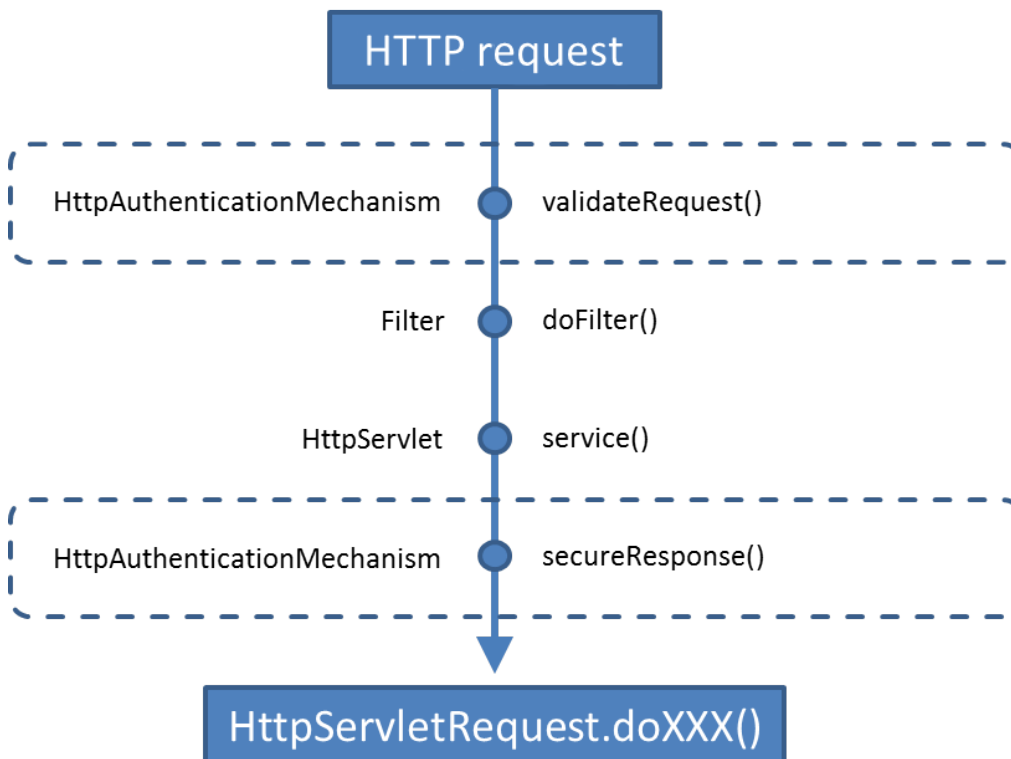 HTTP request
HttpAuthenticationMechanism validateRequest()
Filter doFilter()
HttpServlet service()
HttpAuthenticationMechanism secureResponse()
HttpServletRequest.doXXX()